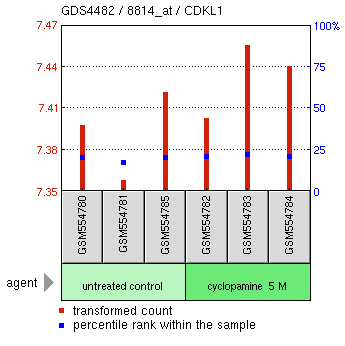 GDS4482 / 8814_at / CDKL1
7.47 100%
7.44 75
7.41 50
7.38 25
7.35 0
GSM554780 GSM554781 GSM554785 GSM554782 GSM554783 GSM554784
agent untreated control cyclopamine 5 M
transformed count
percentile rank within the sample